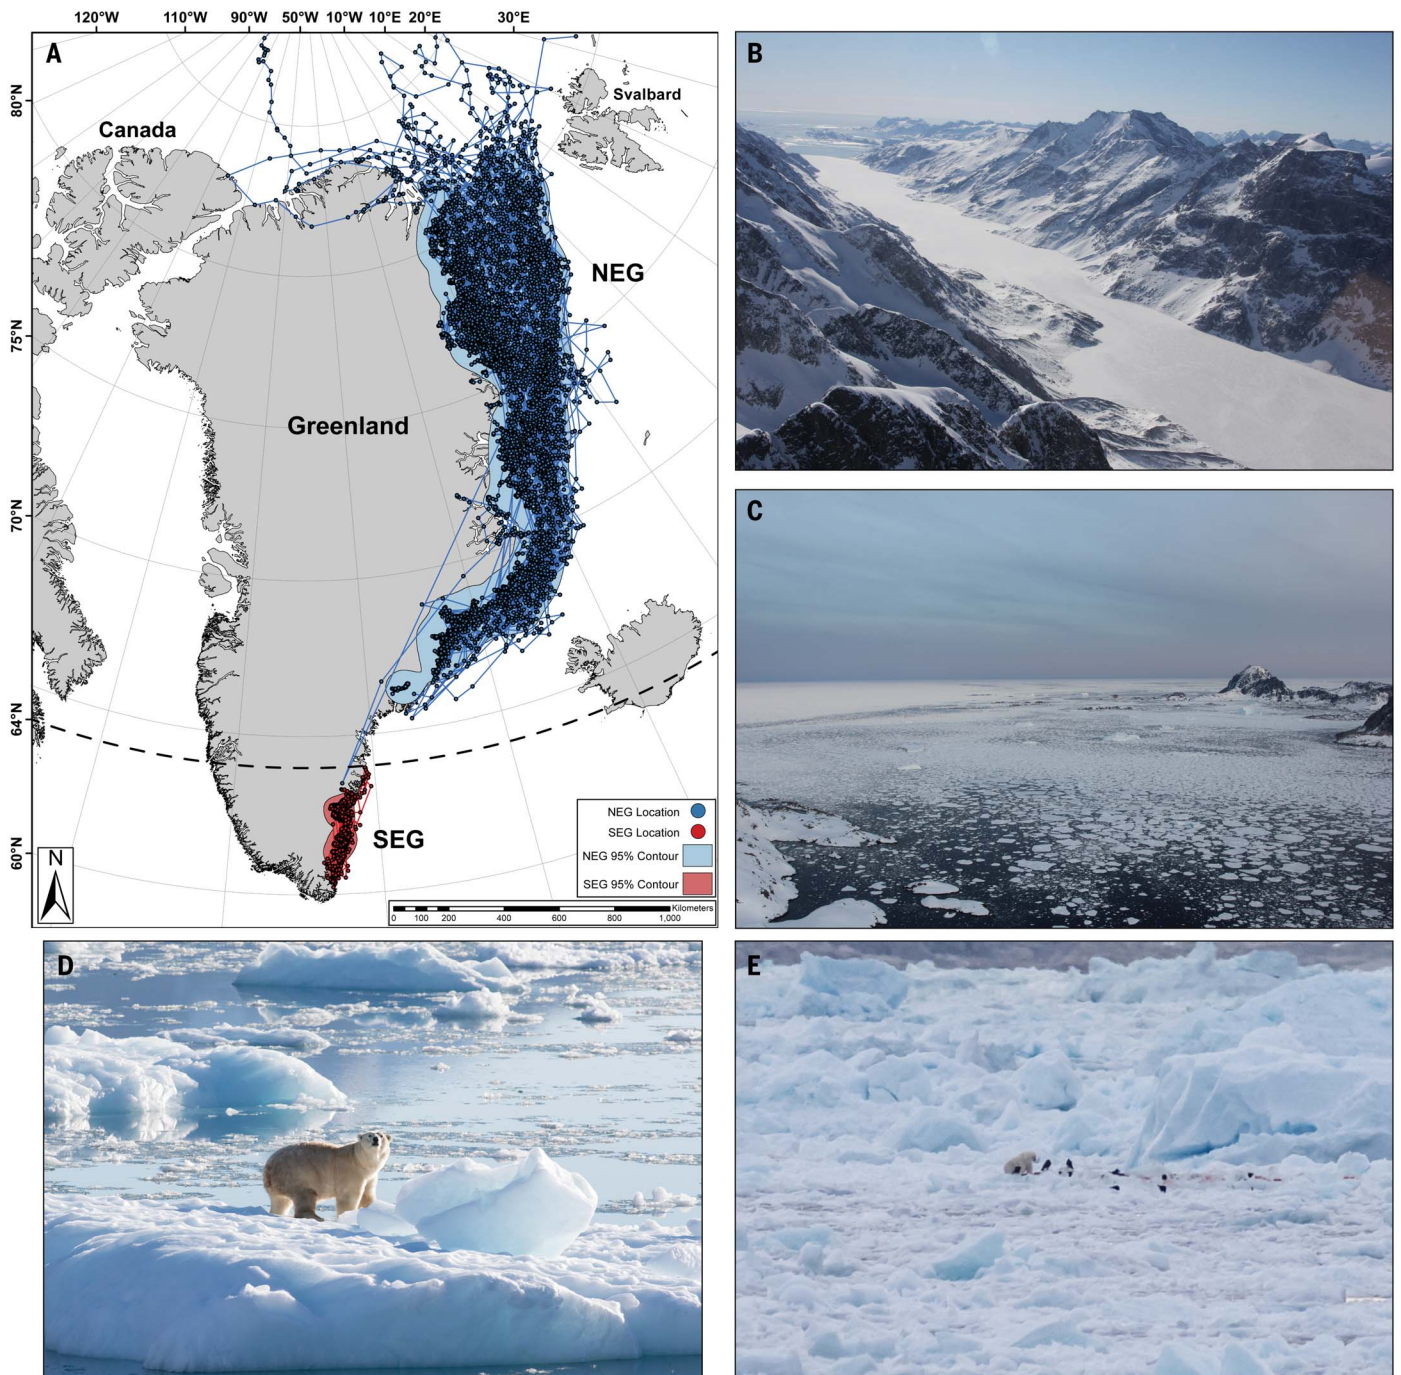 120°W 110°W 90°W 50°W 10°W 10°E 20°E 30°E
A
80°N
75°N
70°N
64°N
60°N
Canada
Svalbard
NEG
Greenland
SEG
NEG Location
SEG Location
NEG 95% Contour
SEG 95% Contour
N
Kilometers
0 100 200 400 600 800 1,000
B
C
D
E